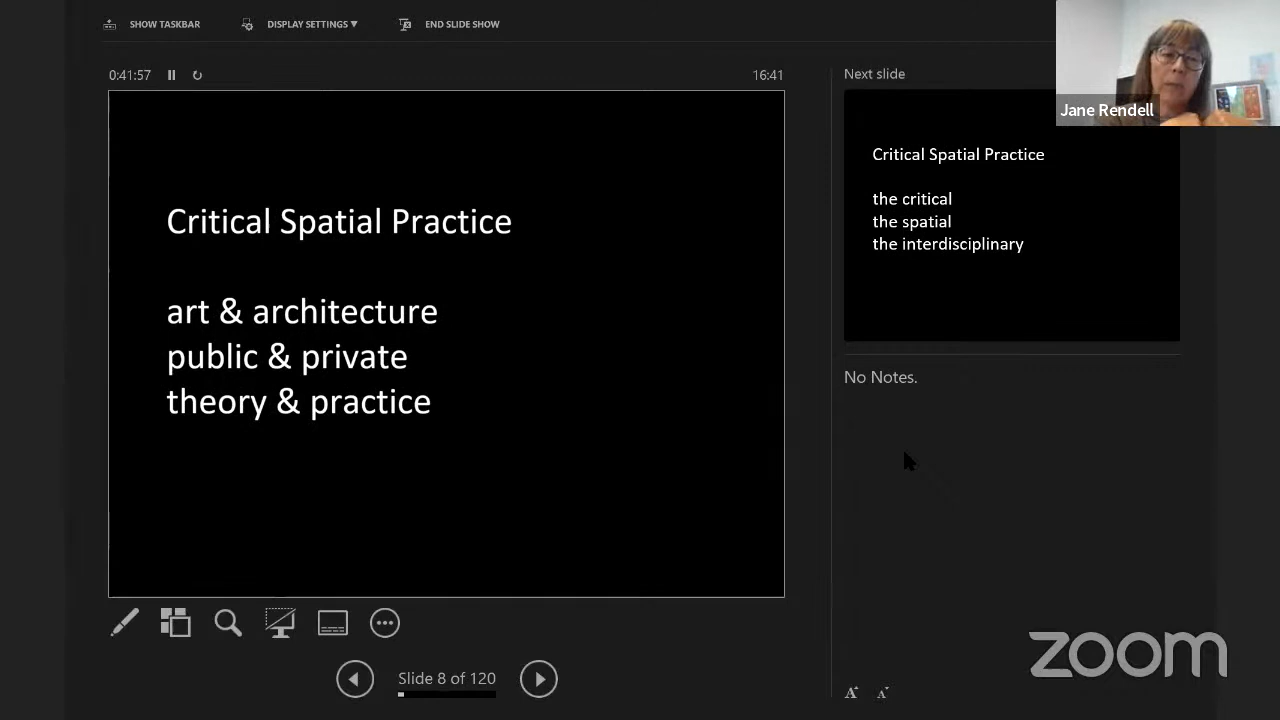 SHOW TASKBAR
DISPLAY SETTINGS
END SLIDE SHOW
0:41:57
16:41
Next slide
Jane Rendell
Critical Spatial Practice
art & architecture
public & private
theory & practice
Critical Spatial Practice
the critical
the spatial
the interdisciplinary
No Notes.
Slide 8 of 120
A A
zoom